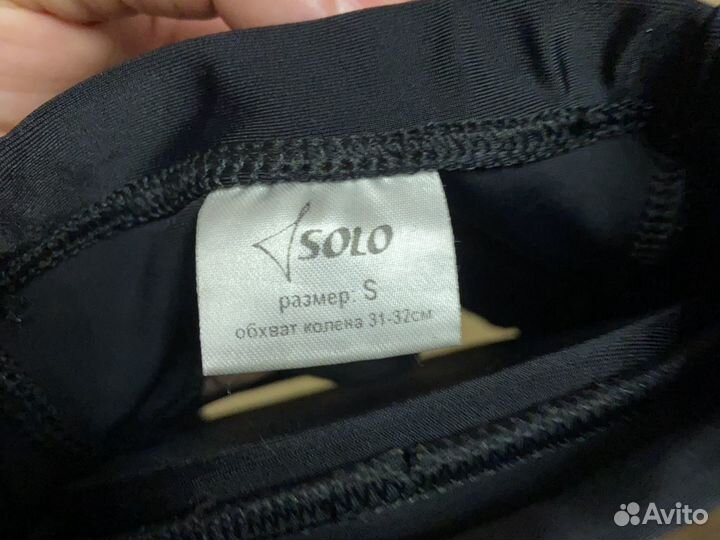 SOLO
размер: S
обхват колена 31-32см
Avito